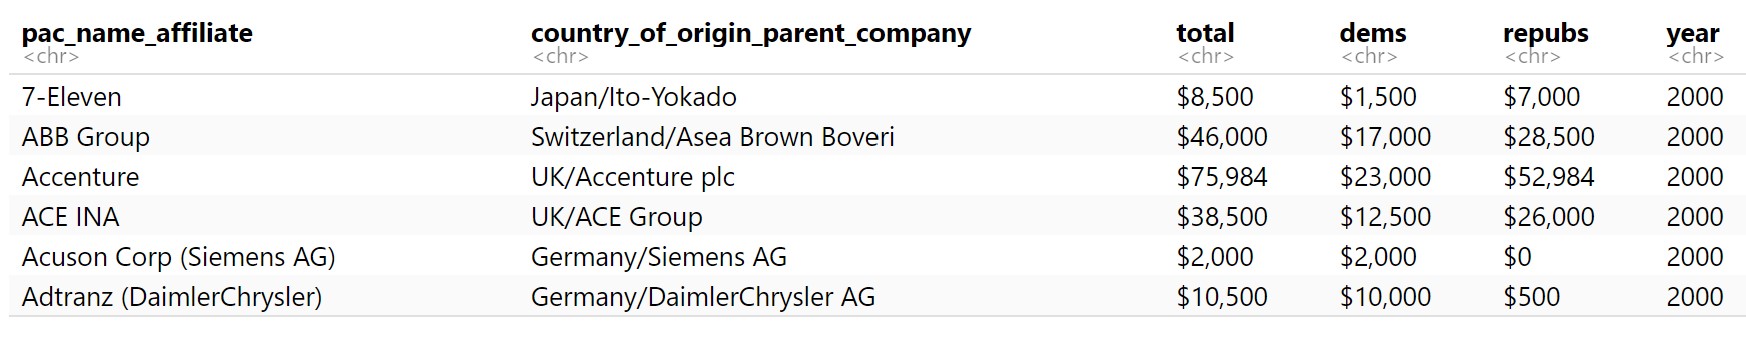 pac_name_affiliate country_of_origin_parent_company total dems repubs year
<chr> <chr> <chr> <chr> <chr> <chr>
7-Eleven Japan/Ito-Yokado $8,500 $1,500 $7,000 2000
ABB Group Switzerland/Asea Brown Boveri $46,000 $17,000 $28,500 2000
Accenture UK/Accenture plc $75,984 $23,000 $52,984 2000
ACE INA UK/ACE Group $38,500 $12,500 $26,000 2000
Acuson Corp (Siemens AG) Germany/Siemens AG $2,000 $2,000 $0 2000
Adtranz (DaimlerChrysler) Germany/DaimlerChrysler AG $10,500 $10,000 $500 2000